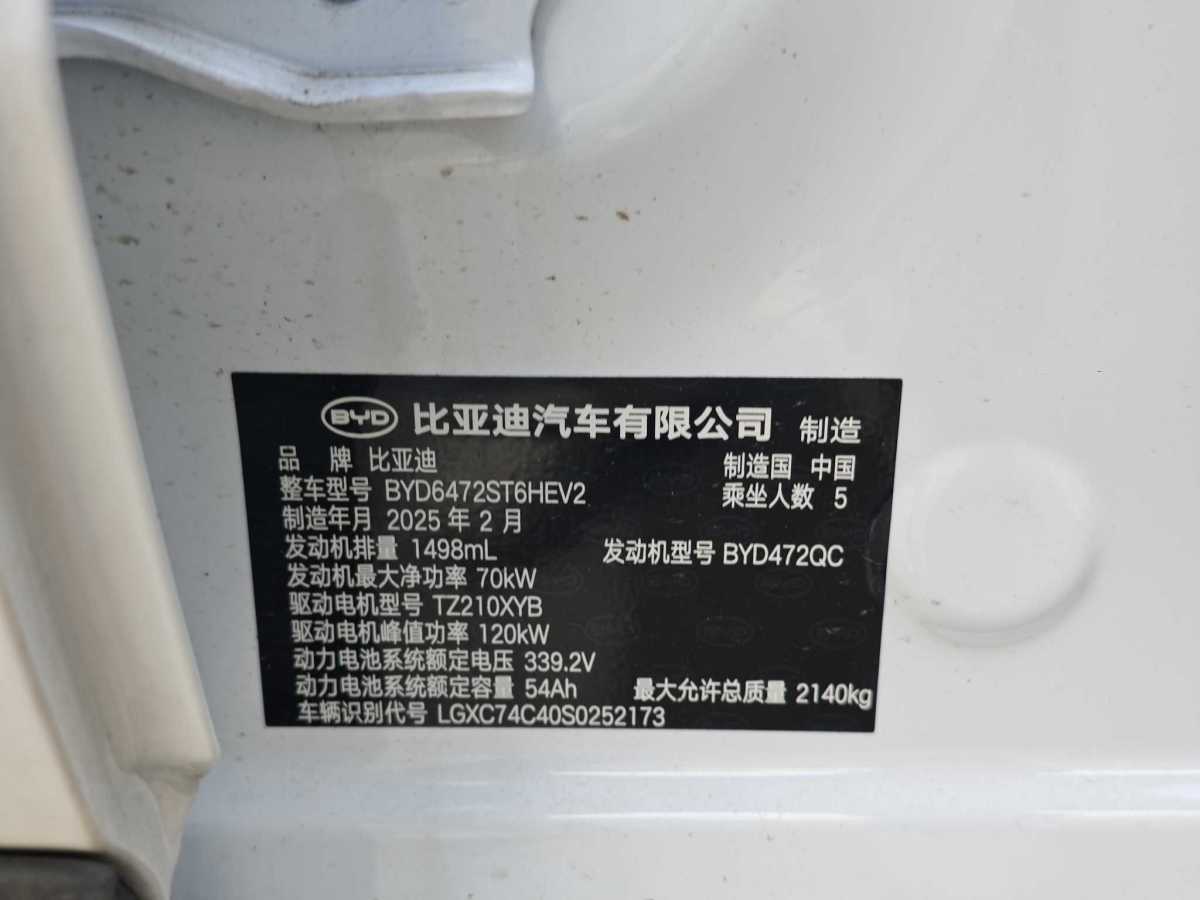 BYD 比亚迪汽车有限公司 制造
品 牌 比亚迪 制造国 中国
整车型号 BYD6472ST6HEV2 乘坐人数 5
制造年月 2025 年 2 月
发动机排量 1498mL 发动机型号 BYD472QC
发动机最大净功率 70kW
驱动电机型号 TZ210XYB
驱动电机峰值功率 120kW
动力电池系统额定电压 339.2V
动力电池系统额定容量 54Ah 最大允许总质量 2140kg
车辆识别代号 LGXC74C40S0252173